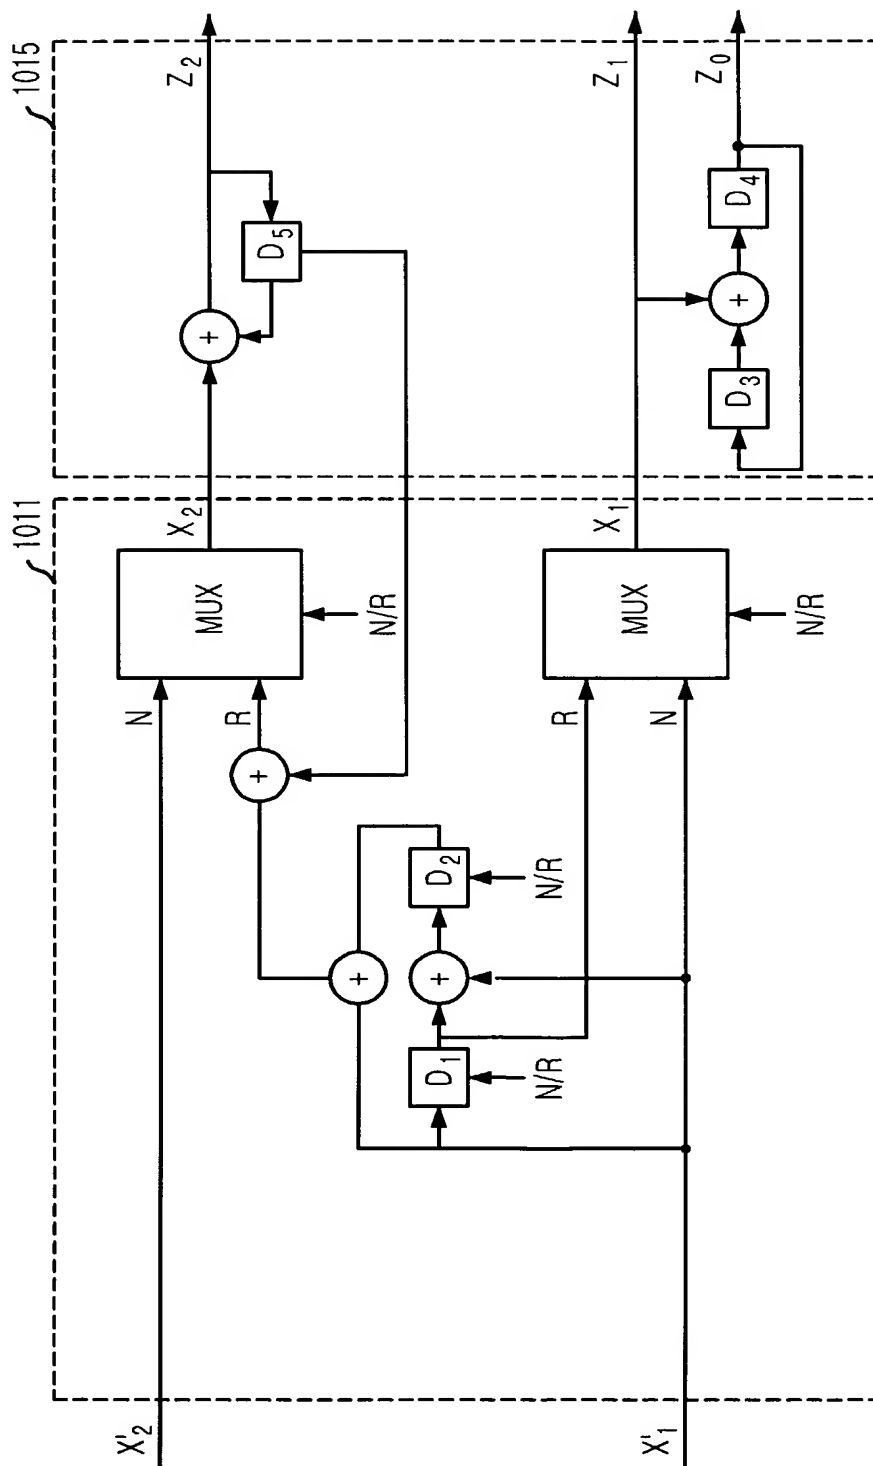 1011
1015
X'2
N
MUX
X2
+
Z2
R
N/R
D5
+
+
D2
N/R
+
D1
N/R
R
MUX
X1
Z1
N
N/R
X'1
D3
+
D4
Z0